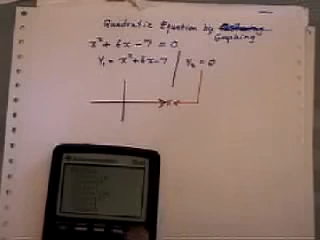 Quadratic Equation by
Graphing
x² + 6x - 7 = 0
Y₁ = x² + 6x - 7 Y₂ = 0